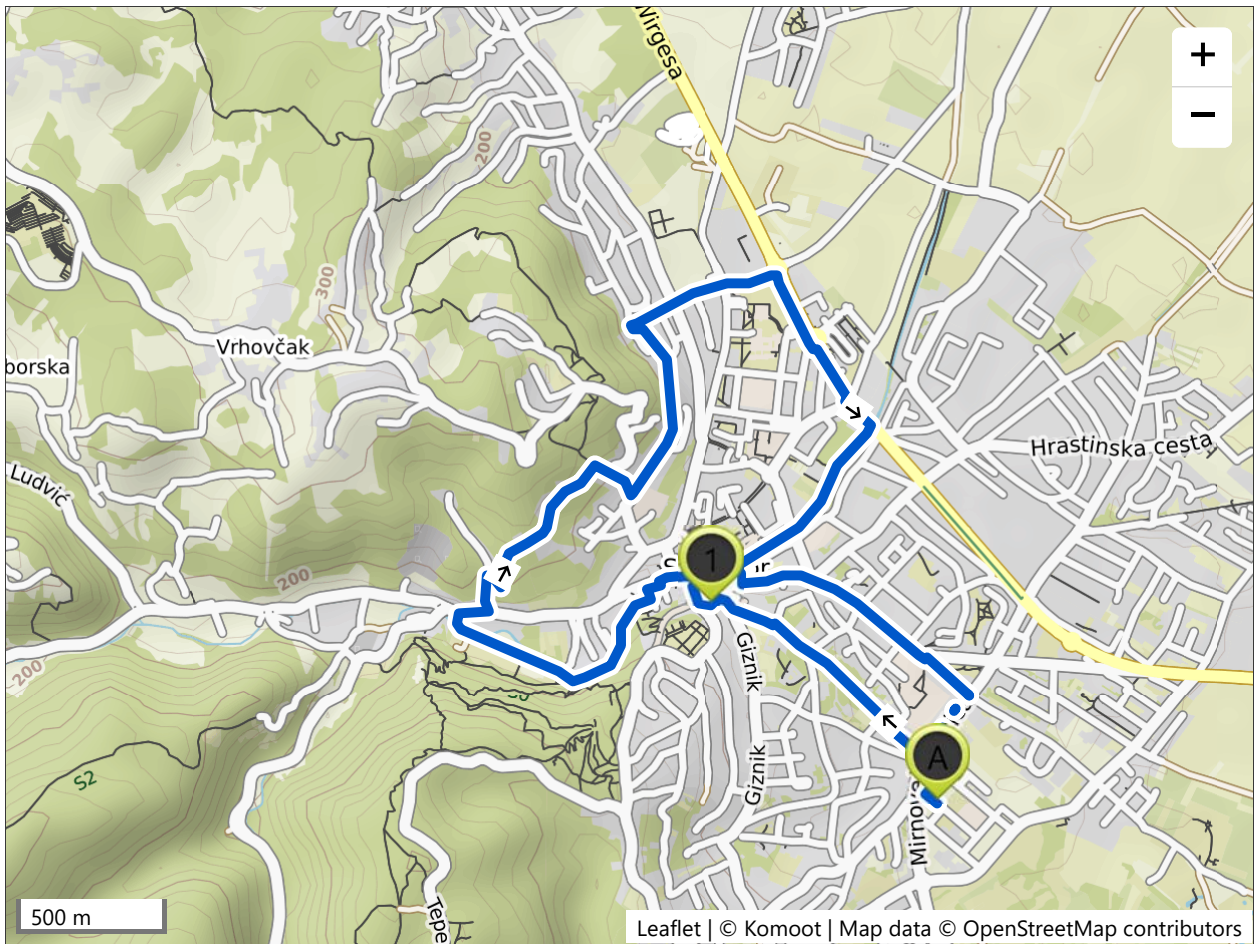 Wirgesa
+
−
200
300
Vrhovčak
borska
Hrastinska cesta
Ludvić
1
200
Giznik
200
A
S2
Giznik
Mirnov
Tepe
500 m
Leaflet | © Komoot | Map data © OpenStreetMap contributors